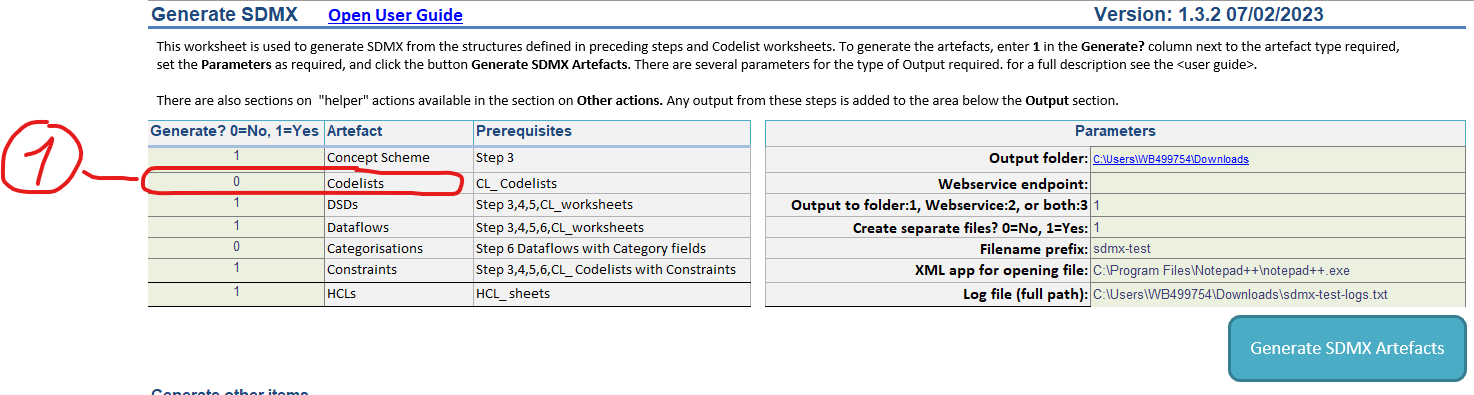 Generate SDMX Open User Guide Version: 1.3.2 07/02/2023
This worksheet is used to generate SDMX from the structures defined in preceding steps and Codelist worksheets. To generate the artefacts, enter 1 in the Generate? column next to the artefact type required,
set the Parameters as required, and click the button Generate SDMX Artefacts. There are several parameters for the type of Output required. for a full description see the <user guide>.
There are also sections on "helper" actions available in the section on Other actions. Any output from these steps is added to the area below the Output section.
Generate? 0=No, 1=Yes Artefact Prerequisites
1 Concept Scheme Step 3
1
0 Codelists CL_ Codelists
1 DSDs Step 3,4,5,CL_worksheets
1 Dataflows Step 3,4,5,6,CL_worksheets
0 Categorisations Step 6 Dataflows with Category fields
1 Constraints Step 3,4,5,6,CL_ Codelists with Constraints
1 HCLs HCL_ sheets
Parameters
Output folder: C:\Users\WB499754\Downloads
Webservice endpoint:
Output to folder:1, Webservice:2, or both:3 1
Create separate files? 0=No, 1=Yes: 1
Filename prefix: sdmx-test
XML app for opening file: C:\Program Files\Notepad++\notepad++.exe
Log file (full path): C:\Users\WB499754\Downloads\sdmx-test-logs.txt
Generate SDMX Artefacts
Generate other items